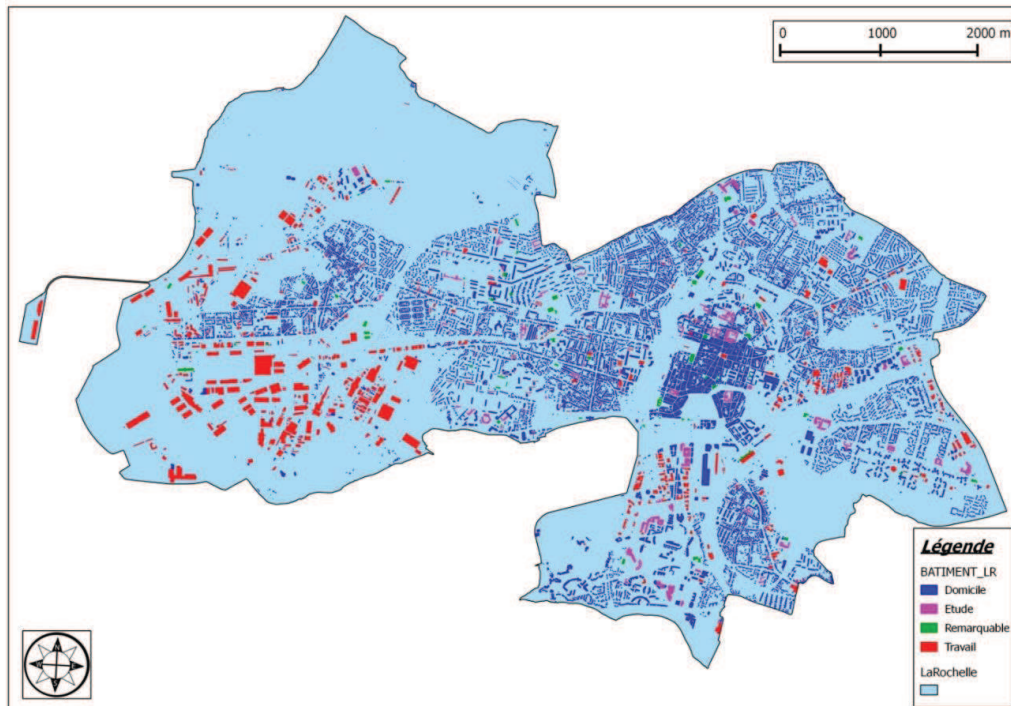 0 1000 2000 m
Légende
BATIMENT_LR
Domicile
Etude
Remarquable
Travail
LaRochelle